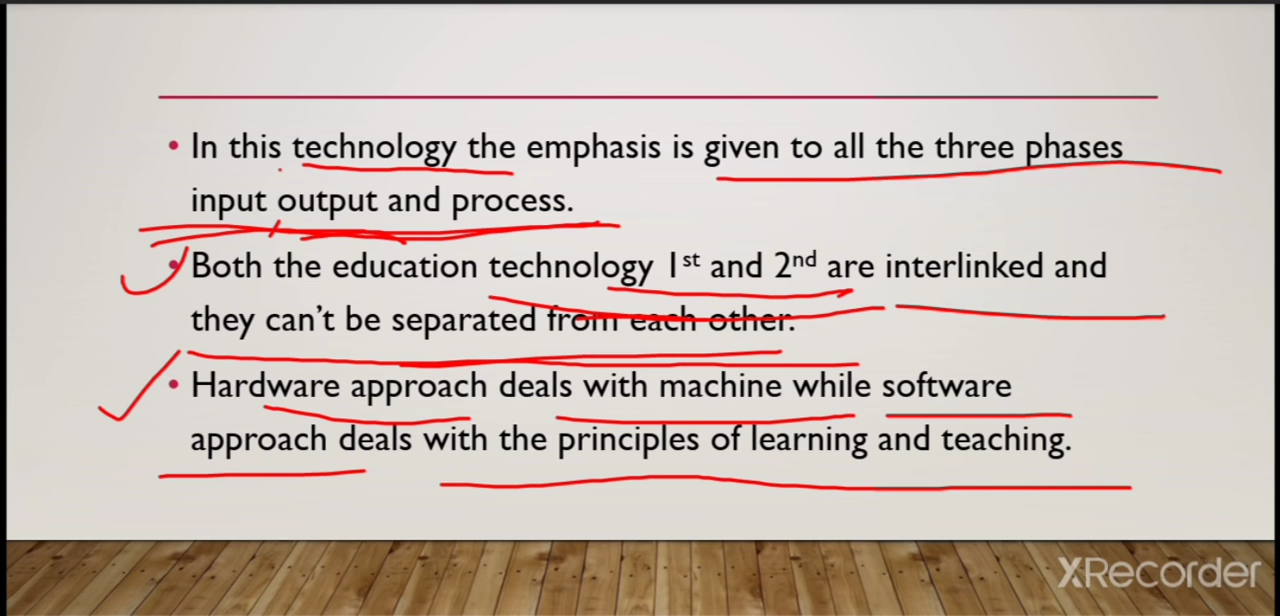 • In this technology the emphasis is given to all the three phases
input output and process.
• Both the education technology 1st and 2nd are interlinked and
they can't be separated from each other.
• Hardware approach deals with machine while software
approach deals with the principles of learning and teaching.
XRecorder